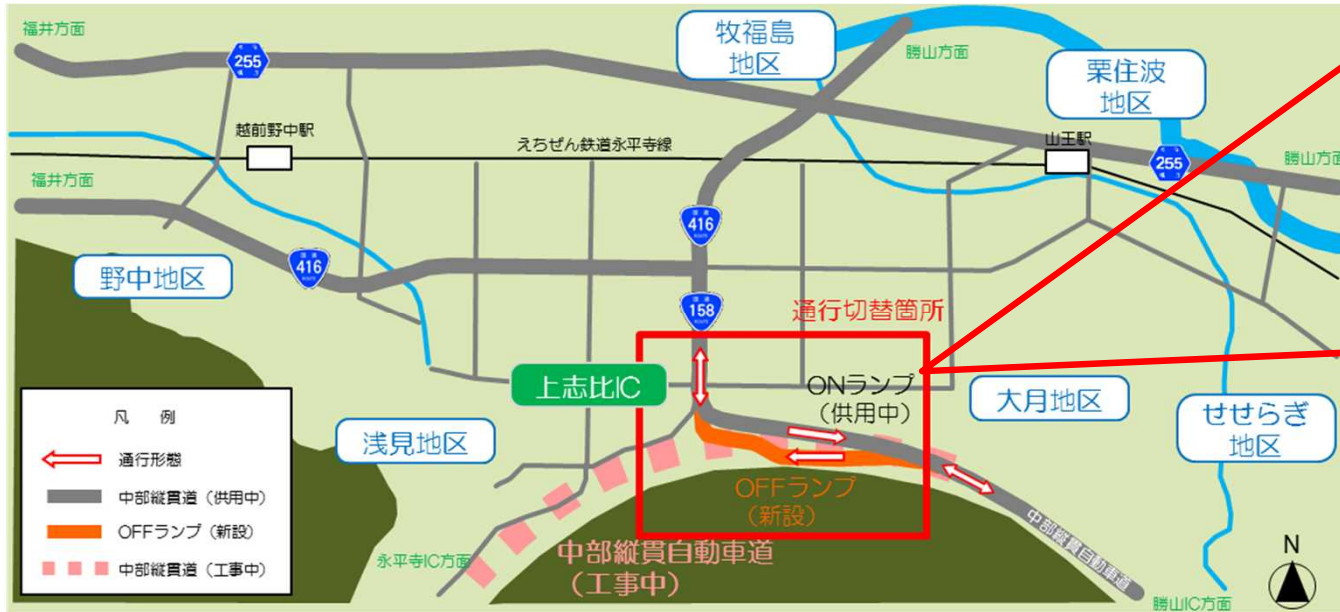 福井方面
255
牧福島
地区
勝山方面
栗住波
地区
越前野中駅
えちぜん鉄道永平寺線
山王駅
255
勝山方面
福井方面
416
416
野中地区
国道
158
ROUTE
通行切替箇所
上志比IC
ONランプ
(供用中)
大月地区
せせらぎ
地区
浅見地区
凡 例
通行形態
中部縦貫道(供用中)
OFFランプ(新設)
中部縦貫道(工事中)
OFFランプ
(新設)
中部縦貫自動車道
永平寺IC方面
中部縦貫自動車道
(工事中)
N
勝山IC方面